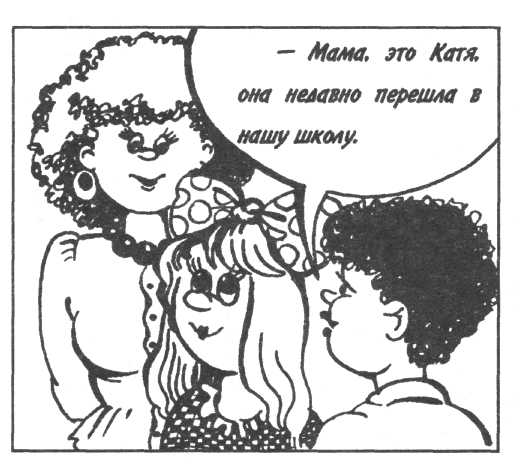 — Мама, это Катя,
она недавно перешла в
нашу школу.